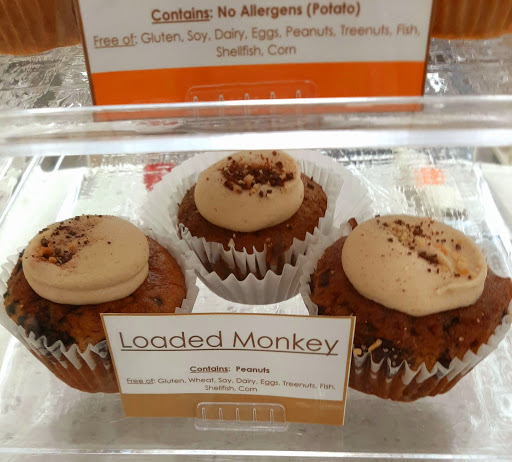 Contains: No Allergens (Potato)
Free of: Gluten, Soy, Dairy, Eggs, Peanuts, Treenuts, Fish,
Shellfish, Corn
Loaded Monkey
Contains: Peanuts
Free of: Gluten, Wheat, Soy, Dairy, Eggs, Treenuts, Fish,
Shellfish, Corn